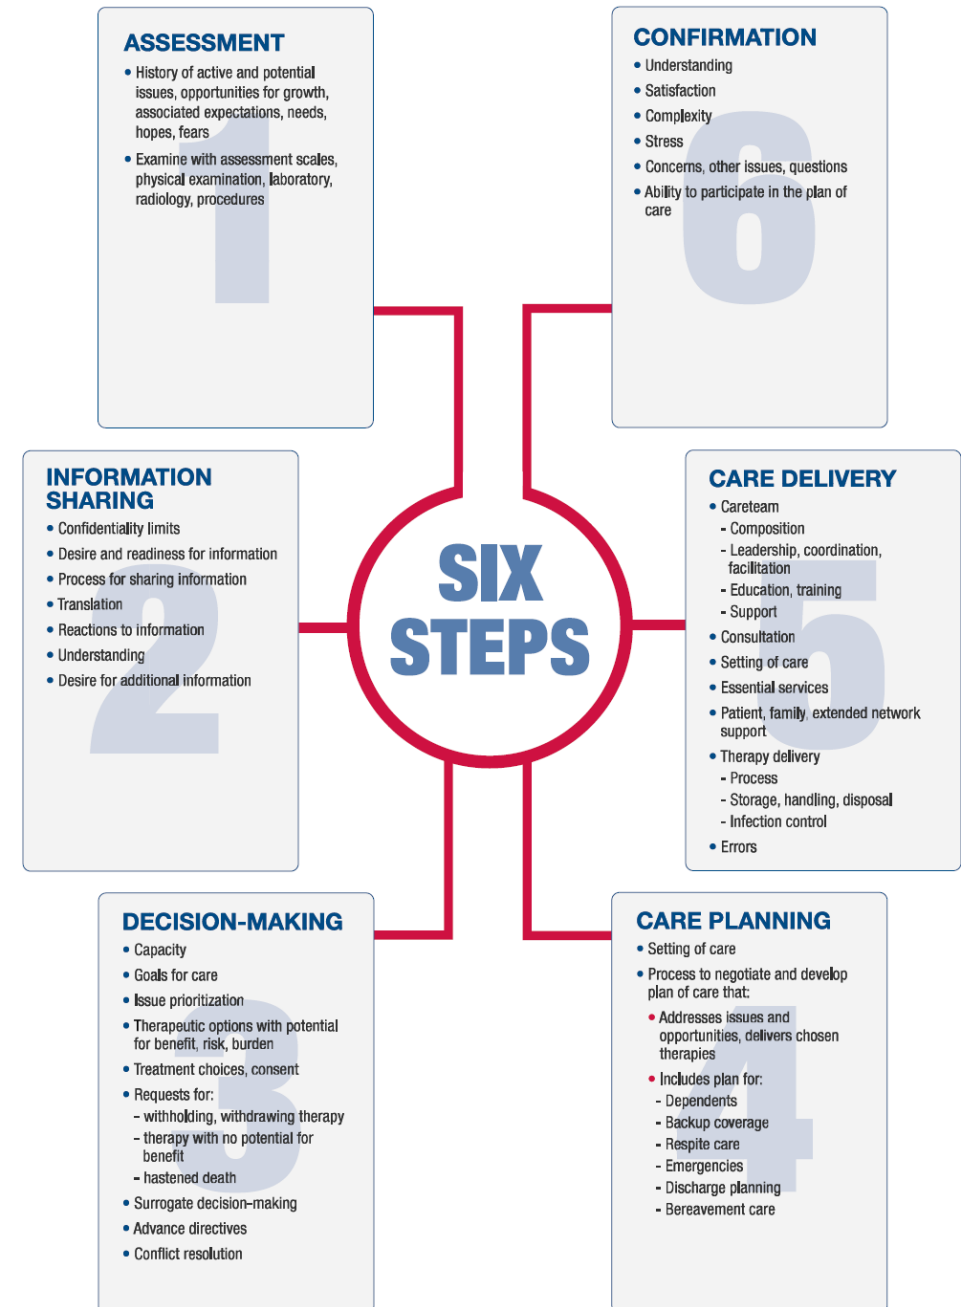 ASSESSMENT
• History of active and potential
issues, opportunities for growth,
associated expectations, needs,
hopes, fears
• Examine with assessment scales,
physical examination, laboratory,
radiology, procedures
1
INFORMATION
SHARING
• Confidentiality limits
• Desire and readiness for information
• Process for sharing information
• Translation
• Reactions to information
• Understanding
• Desire for additional information
2
DECISION-MAKING
• Capacity
• Goals for care
• Issue prioritization
• Therapeutic options with potential
for benefit, risk, burden
• Treatment choices, consent
• Requests for:
- withholding, withdrawing therapy
- therapy with no potential for
benefit
- hastened death
• Surrogate decision-making
• Advance directives
• Conflict resolution
3
SIX
STEPS
CARE PLANNING
• Setting of care
• Process to negotiate and develop
plan of care that:
• Addresses issues and
opportunities, delivers chosen
therapies
• Includes plan for:
- Dependents
- Backup coverage
- Respite care
- Emergencies
- Discharge planning
- Bereavement care
4
CARE DELIVERY
• Careteam
- Composition
- Leadership, coordination,
facilitation
- Education, training
- Support
• Consultation
• Setting of care
• Essential services
• Patient, family, extended network
support
• Therapy delivery
- Process
- Storage, handling, disposal
- Infection control
• Errors
5
CONFIRMATION
• Understanding
• Satisfaction
• Complexity
• Stress
• Concerns, other issues, questions
• Ability to participate in the plan of
care
6